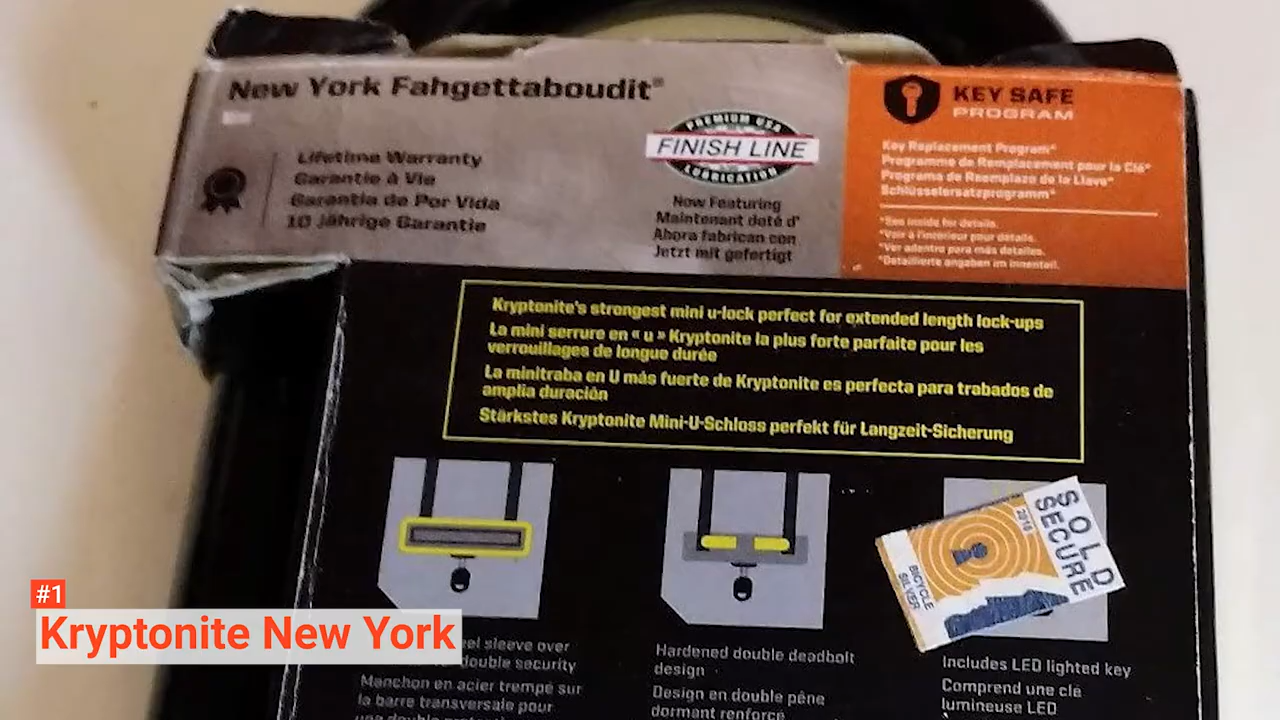 New York Fahgettaboudit®
Lifetime Warranty
Garantie à Vie
Garantia de Por Vida
10 Jährige Garantie
PREMIUM USA
FINISH LINE
LUBRICATION
Now Featuring
Maintenant doté d'
Ahora fabrican con
Jetzt mit gefertigt
KEY SAFE
PROGRAM
Key Replacement Program*
Programme de Remplacement pour la Clé*
Programa de Reemplazo de la Llave*
Schlüsselersatzprogramm*
*See inside for details.
*Voir à l'intérieur pour détails.
*Ver adentro para más detalles.
*Detaillierte angaben im innenteil.
Kryptonite's strongest mini u-lock perfect for extended length lock-ups
La mini serrure en « u » Kryptonite la plus forte parfaite pour les
verrouillages de longue durée
La minitraba en U más fuerte de Kryptonite es perfecta para trabados de
amplia duración
Stärkstes Kryptonite Mini-U-Schloss perfekt für Langzeit-Sicherung
SOLD
SECURE
2016
BICYCLE
SILVER
#1
Kryptonite New York
sleeve over
double security
Manchon en acier trempé sur
la barre transversale pour
Hardened double deadbolt
design
Design en double pêne
dormant renforcé
Includes LED lighted key
Comprend une clé
lumineuse LED